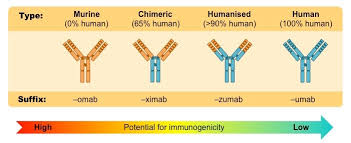 Type: Murine Chimeric Humanised Human
(0% human) (65% human) (>90% human) (100% human)
Suffix: –omab –ximab –zumab –umab
High Potential for immunogenicity Low